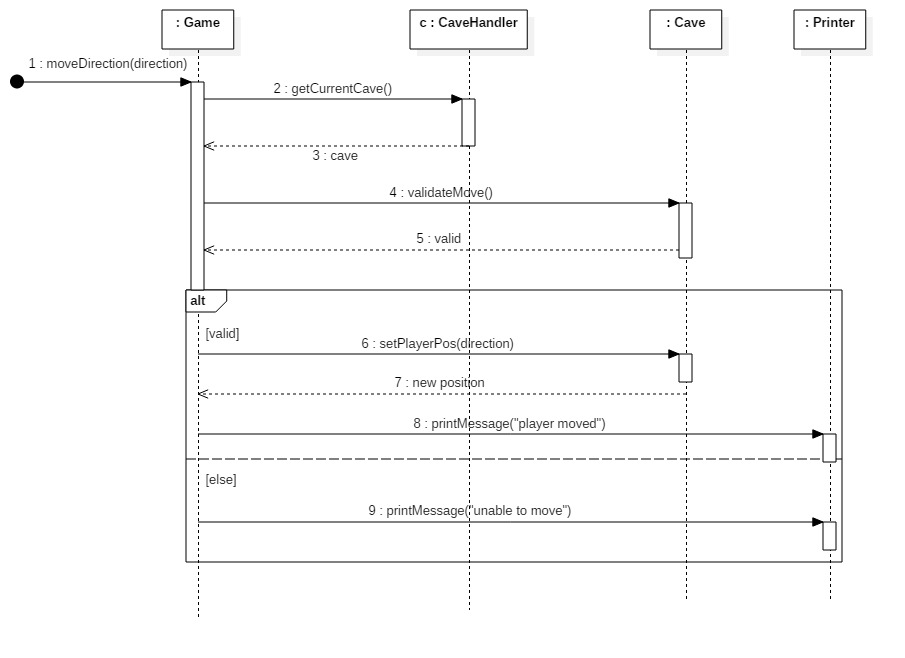 : Game
c : CaveHandler
: Cave
: Printer
1 : moveDirection(direction)
2 : getCurrentCave()
3 : cave
4 : validateMove()
5 : valid
alt
[valid]
6 : setPlayerPos(direction)
7 : new position
8 : printMessage("player moved")
[else]
9 : printMessage("unable to move")